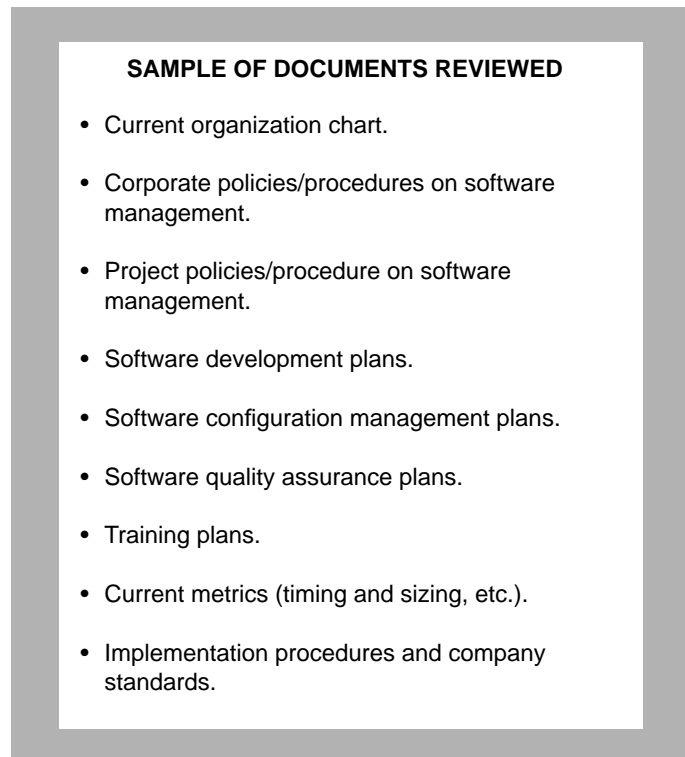 SAMPLE OF DOCUMENTS REVIEWED
• Current organization chart.
• Corporate policies/procedures on software
management.
• Project policies/procedure on software
management.
• Software development plans.
• Software configuration management plans.
• Software quality assurance plans.
• Training plans.
• Current metrics (timing and sizing, etc.).
• Implementation procedures and company
standards.